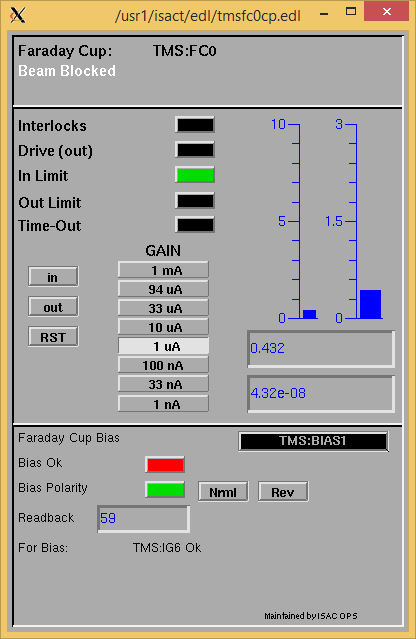 /usr1/isact/edl/tmsfc0cp.edl
Faraday Cup: TMS:FC0
Beam Blocked
Interlocks
Drive (out)
In Limit
Out Limit
Time-Out
10 3
5 1.5
0 0
GAIN
1 mA
94 uA
33 uA
10 uA
1 uA
100 nA
33 nA
1 nA
in
out
RST
0.432
4.32e-08
Faraday Cup Bias TMS:BIAS1
Bias Ok
Bias Polarity Nrml Rev
Readback 59
For Bias: TMS:IG6 Ok
Maintained by ISAC OPS